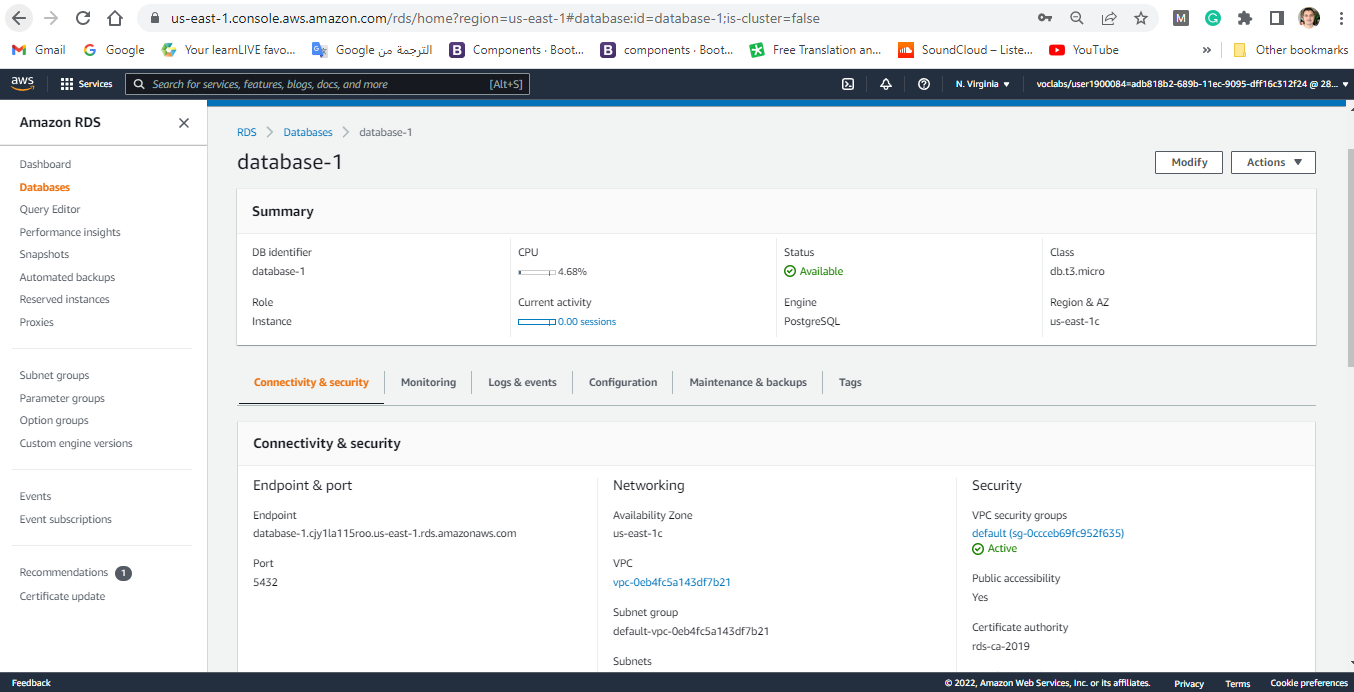 us-east-1.console.aws.amazon.com/rds/home?region=us-east-1#database:id=database-1;is-cluster=false
Gmail Google Your learnLIVE favo... Google الترجمة من B Components · Boot... B components · Boot... Free Translation an... SoundCloud – Liste... YouTube » Other bookmarks
aws Services Search for services, features, blogs, docs, and more [Alt+S] N. Virginia ▼ voclabs/user1900084=adb818b2-689b-11ec-9095-dff16c312f24 @ 28... ▼
Amazon RDS
Dashboard
Databases
Query Editor
Performance insights
Snapshots
Automated backups
Reserved instances
Proxies
Subnet groups
Parameter groups
Option groups
Custom engine versions
Events
Event subscriptions
Recommendations 1
Certificate update
RDS > Databases > database-1
database-1
Modify Actions ▼
Summary
DB identifier
database-1
Role
Instance
CPU
4.68%
Current activity
0.00 sessions
Status
Available
Engine
PostgreSQL
Class
db.t3.micro
Region & AZ
us-east-1c
Connectivity & security Monitoring Logs & events Configuration Maintenance & backups Tags
Connectivity & security
Endpoint & port
Endpoint
database-1.cjy1la115roo.us-east-1.rds.amazonaws.com
Port
5432
Networking
Availability Zone
us-east-1c
VPC
vpc-0eb4fc5a143df7b21
Subnet group
default-vpc-0eb4fc5a143df7b21
Subnets
Security
VPC security groups
default (sg-0ccceb69fc952f635)
Active
Public accessibility
Yes
Certificate authority
rds-ca-2019
Feedback © 2022, Amazon Web Services, Inc. or its affiliates. Privacy Terms Cookie preferences